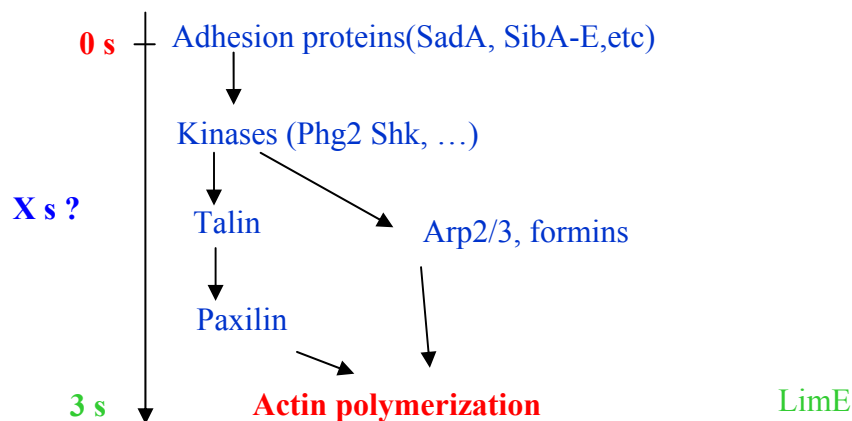 0 s Adhesion proteins(SadA, SibA-E,etc)
Kinases (Phg2 Shk, …)
X s ?
Talin
Arp2/3, formins
Paxilin
3 s Actin polymerization LimE